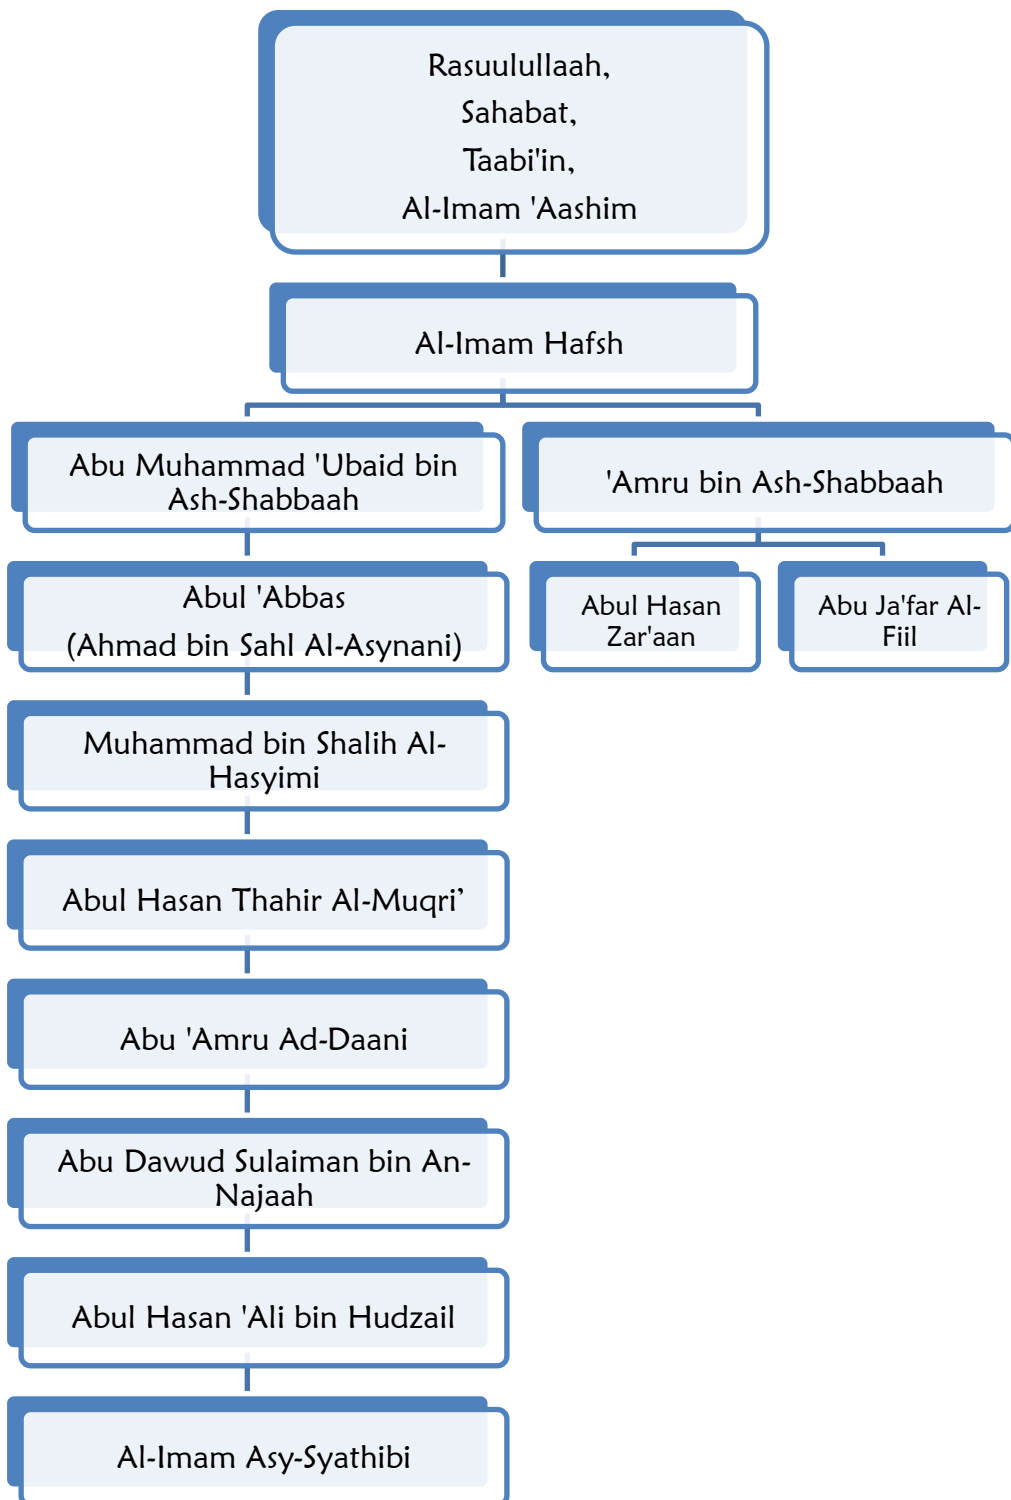 Rasuulullaah,
Sahabat,
Taabi'in,
Al-Imam 'Aashim
Al-Imam Hafsh
Abu Muhammad 'Ubaid bin
Ash-Shabbaah
'Amru bin Ash-Shabbaah
Abul 'Abbas
(Ahmad bin Sahl Al-Asynani)
Abul Hasan
Zar'aan
Abu Ja'far Al-
Fiil
Muhammad bin Shalih Al-
Hasyimi
Abul Hasan Thahir Al-Muqri’
Abu 'Amru Ad-Daani
Abu Dawud Sulaiman bin An-
Najaah
Abul Hasan 'Ali bin Hudzail
Al-Imam Asy-Syathibi